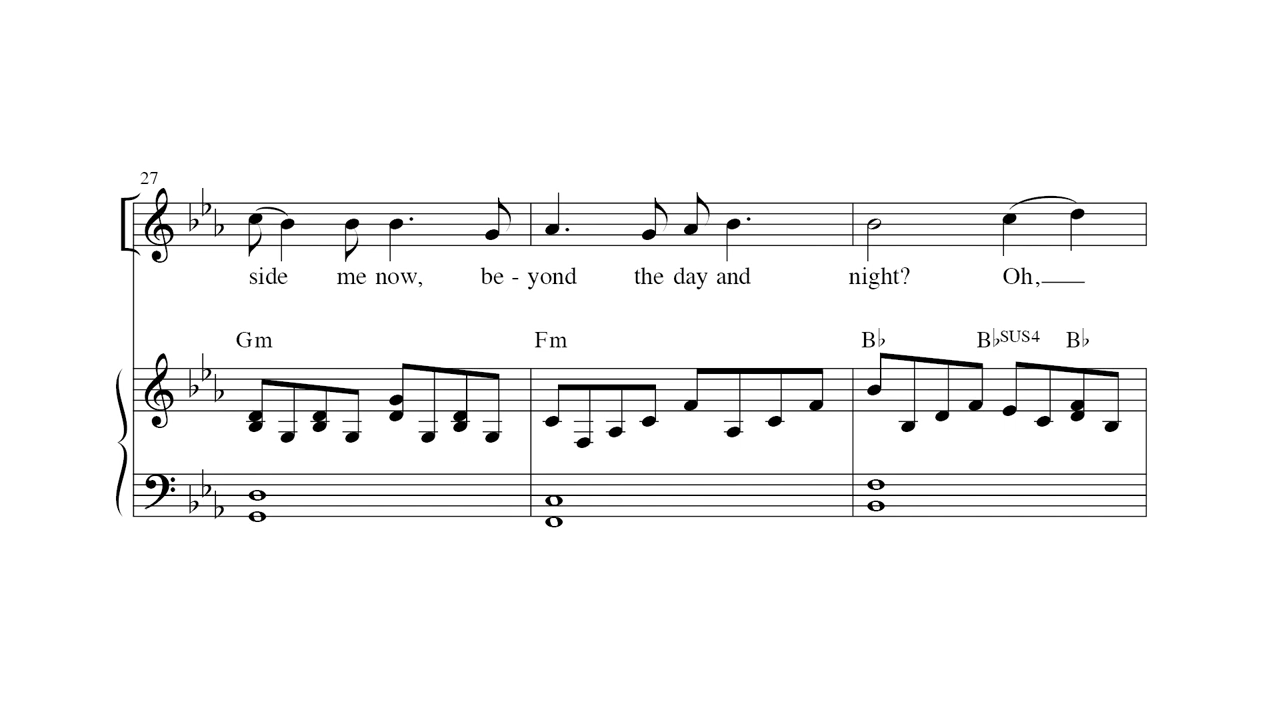 27
side me now, be - yond the day and night? Oh,
Gm Fm B♭ B♭SUS4 B♭